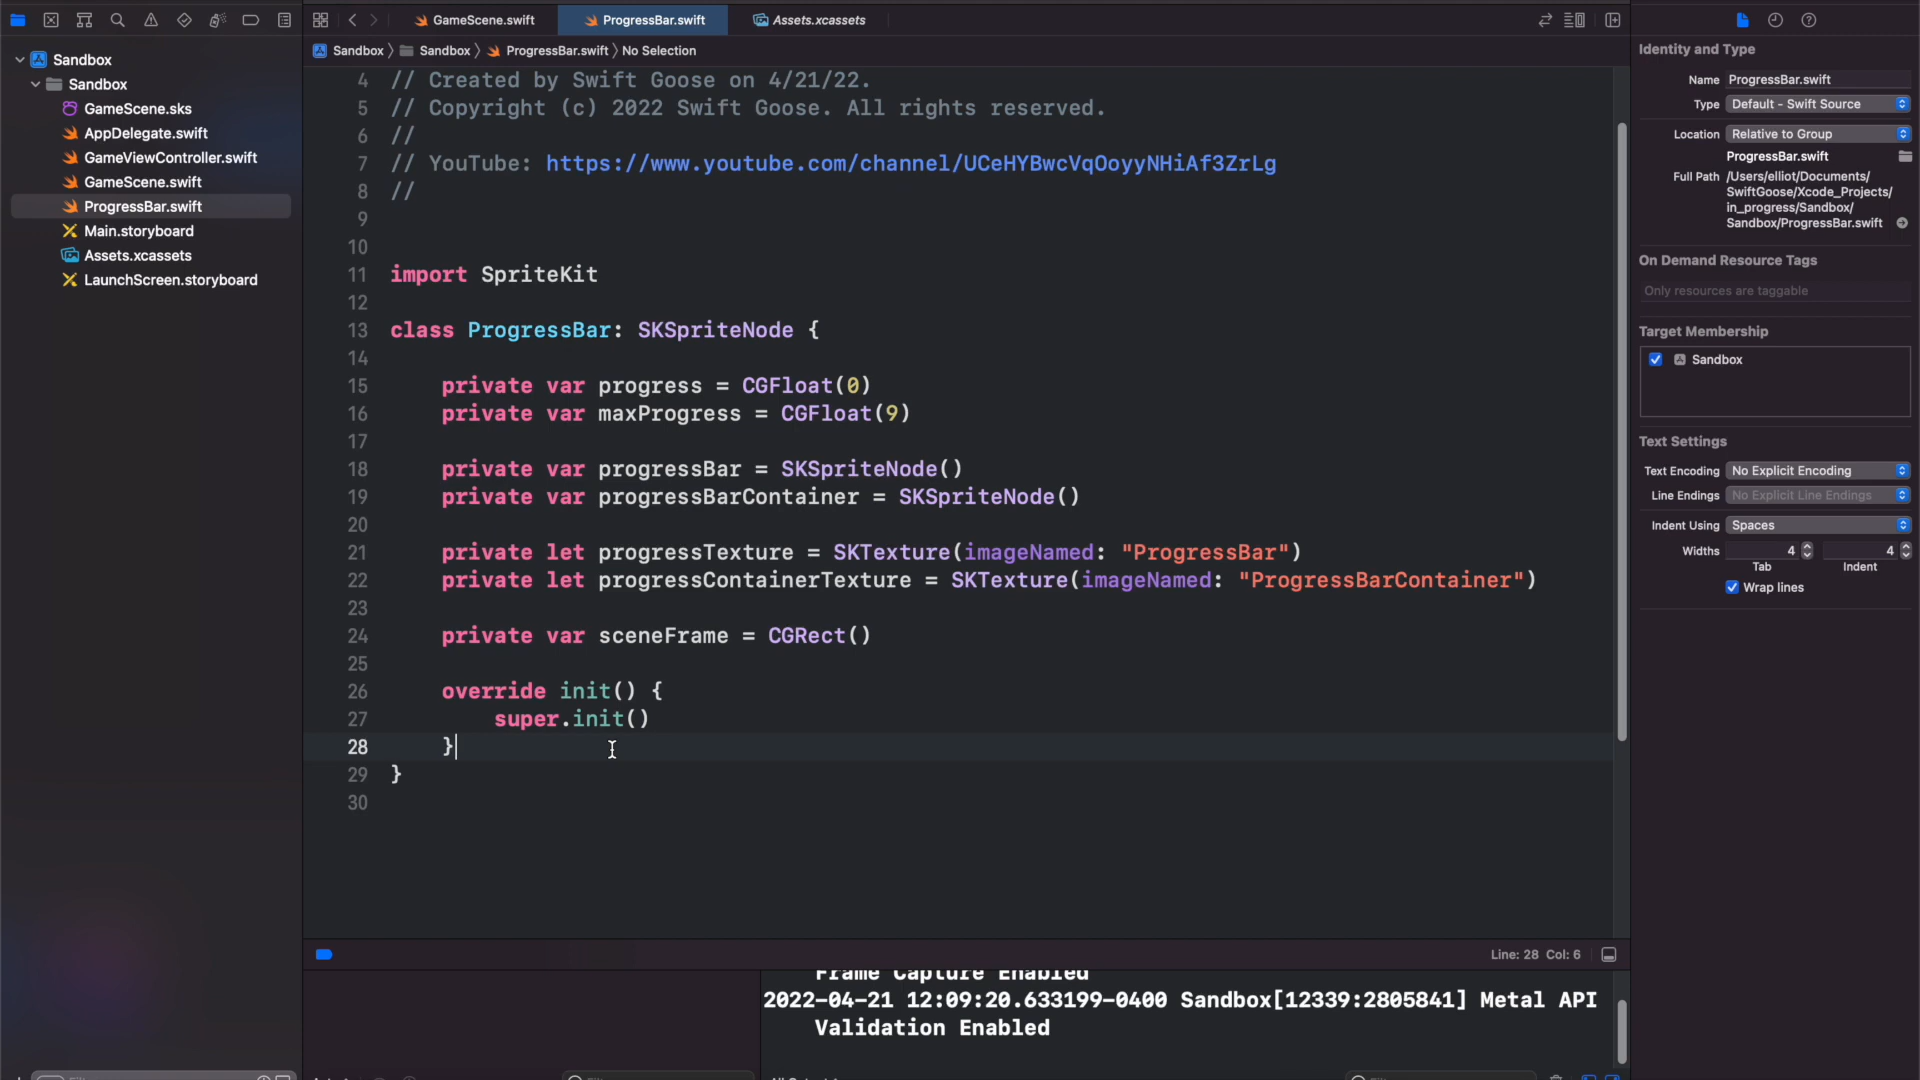 GameScene.swift
ProgressBar.swift
Assets.xcassets
Sandbox
Sandbox
ProgressBar.swift
No Selection
Sandbox
Sandbox
GameScene.sks
AppDelegate.swift
GameViewController.swift
GameScene.swift
ProgressBar.swift
Main.storyboard
Assets.xcassets
LaunchScreen.storyboard
4 // Created by Swift Goose on 4/21/22.
5 // Copyright (c) 2022 Swift Goose. All rights reserved.
6 //
7 // YouTube: https://www.youtube.com/channel/UCeHYBwcVqOoyyNHiAf3ZrLg
8 //
9
10
11 import SpriteKit
12
13 class ProgressBar: SKSpriteNode {
14
15 private var progress = CGFloat(0)
16 private var maxProgress = CGFloat(9)
17
18 private var progressBar = SKSpriteNode()
19 private var progressBarContainer = SKSpriteNode()
20
21 private let progressTexture = SKTexture(imageNamed: "ProgressBar")
22 private let progressContainerTexture = SKTexture(imageNamed: "ProgressBarContainer")
23
24 private var sceneFrame = CGRect()
25
26 override init() {
27 super.init()
28 }
29 }
30
Line: 28 Col: 6
Frame Capture Enabled
2022-04-21 12:09:20.633199-0400 Sandbox[12339:2805841] Metal API
Validation Enabled
Identity and Type
Name ProgressBar.swift
Type Default - Swift Source
Location Relative to Group
ProgressBar.swift
Full Path /Users/elliot/Documents/
SwiftGoose/Xcode_Projects/
in_progress/Sandbox/
Sandbox/ProgressBar.swift
On Demand Resource Tags
Only resources are taggable
Target Membership
Sandbox
Text Settings
Text Encoding No Explicit Encoding
Line Endings No Explicit Line Endings
Indent Using Spaces
Widths 4 4
Tab Indent
Wrap lines